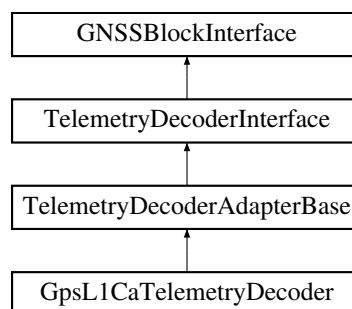 GNSSBlockInterface
TelemetryDecoderInterface
TelemetryDecoderAdapterBase
GpsL1CaTelemetryDecoder